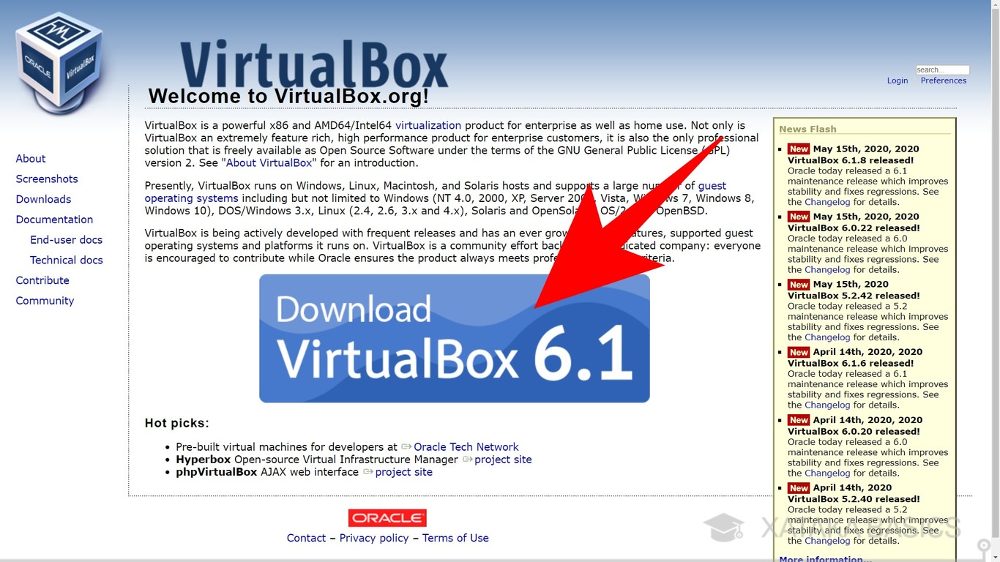 ORACLE
VirtualBox
VirtualBox
search...
Login Preferences
Welcome to VirtualBox.org!
VirtualBox is a powerful x86 and AMD64/Intel64 virtualization product for enterprise as well as home use. Not only is
VirtualBox an extremely feature rich, high performance product for enterprise customers, it is also the only professional
solution that is freely available as Open Source Software under the terms of the GNU General Public License (GPL)
version 2. See "About VirtualBox" for an introduction.
Presently, VirtualBox runs on Windows, Linux, Macintosh, and Solaris hosts and supports a large number of guest
operating systems including but not limited to Windows (NT 4.0, 2000, XP, Server 200 Vista, Windows 7, Windows 8,
Windows 10), DOS/Windows 3.x, Linux (2.4, 2.6, 3.x and 4.x), Solaris and OpenSola OS/2 OpenBSD.
VirtualBox is being actively developed with frequent releases and has an ever grow features, supported guest
operating systems and platforms it runs on. VirtualBox is a community effort back dicated company: everyone
is encouraged to contribute while Oracle ensures the product always meets profe criteria.
Download
VirtualBox 6.1
Hot picks:
• Pre-built virtual machines for developers at Oracle Tech Network
• Hyperbox Open-source Virtual Infrastructure Manager project site
• phpVirtualBox AJAX web interface project site
About
Screenshots
Downloads
Documentation
End-user docs
Technical docs
Contribute
Community
News Flash
New May 15th, 2020, 2020
VirtualBox 6.1.8 released!
Oracle today released a 6.1
maintenance release which improves
stability and fixes regressions. See
the Changelog for details.
New May 15th, 2020, 2020
VirtualBox 6.0.22 released!
Oracle today released a 6.0
maintenance release which improves
stability and fixes regressions. See
the Changelog for details.
New May 15th, 2020
VirtualBox 5.2.42 released!
Oracle today released a 5.2
maintenance release which improves
stability and fixes regressions. See
the Changelog for details.
New April 14th, 2020, 2020
VirtualBox 6.1.6 released!
Oracle today released a 6.1
maintenance release which improves
stability and fixes regressions. See
the Changelog for details.
New April 14th, 2020, 2020
VirtualBox 6.0.20 released!
Oracle today released a 6.0
maintenance release which improves
stability and fixes regressions. See
the Changelog for details.
New April 14th, 2020
VirtualBox 5.2.40 released!
Oracle today released a 5.2
maintenance release which improves
stability and fixes regressions. See
the Changelog for details.
More information...
ORACLE
Contact – Privacy policy – Terms of Use
XATAKA BASICS